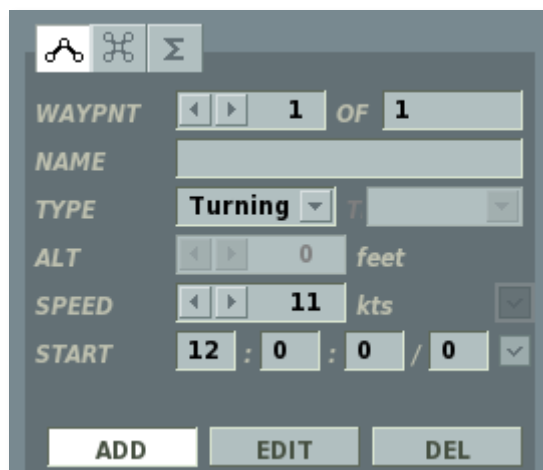 Σ
WAYPNT 1 OF 1
NAME
TYPE Turning T
ALT 0 feet
SPEED 11 kts
START 12 : 0 : 0 / 0
ADD EDIT DEL